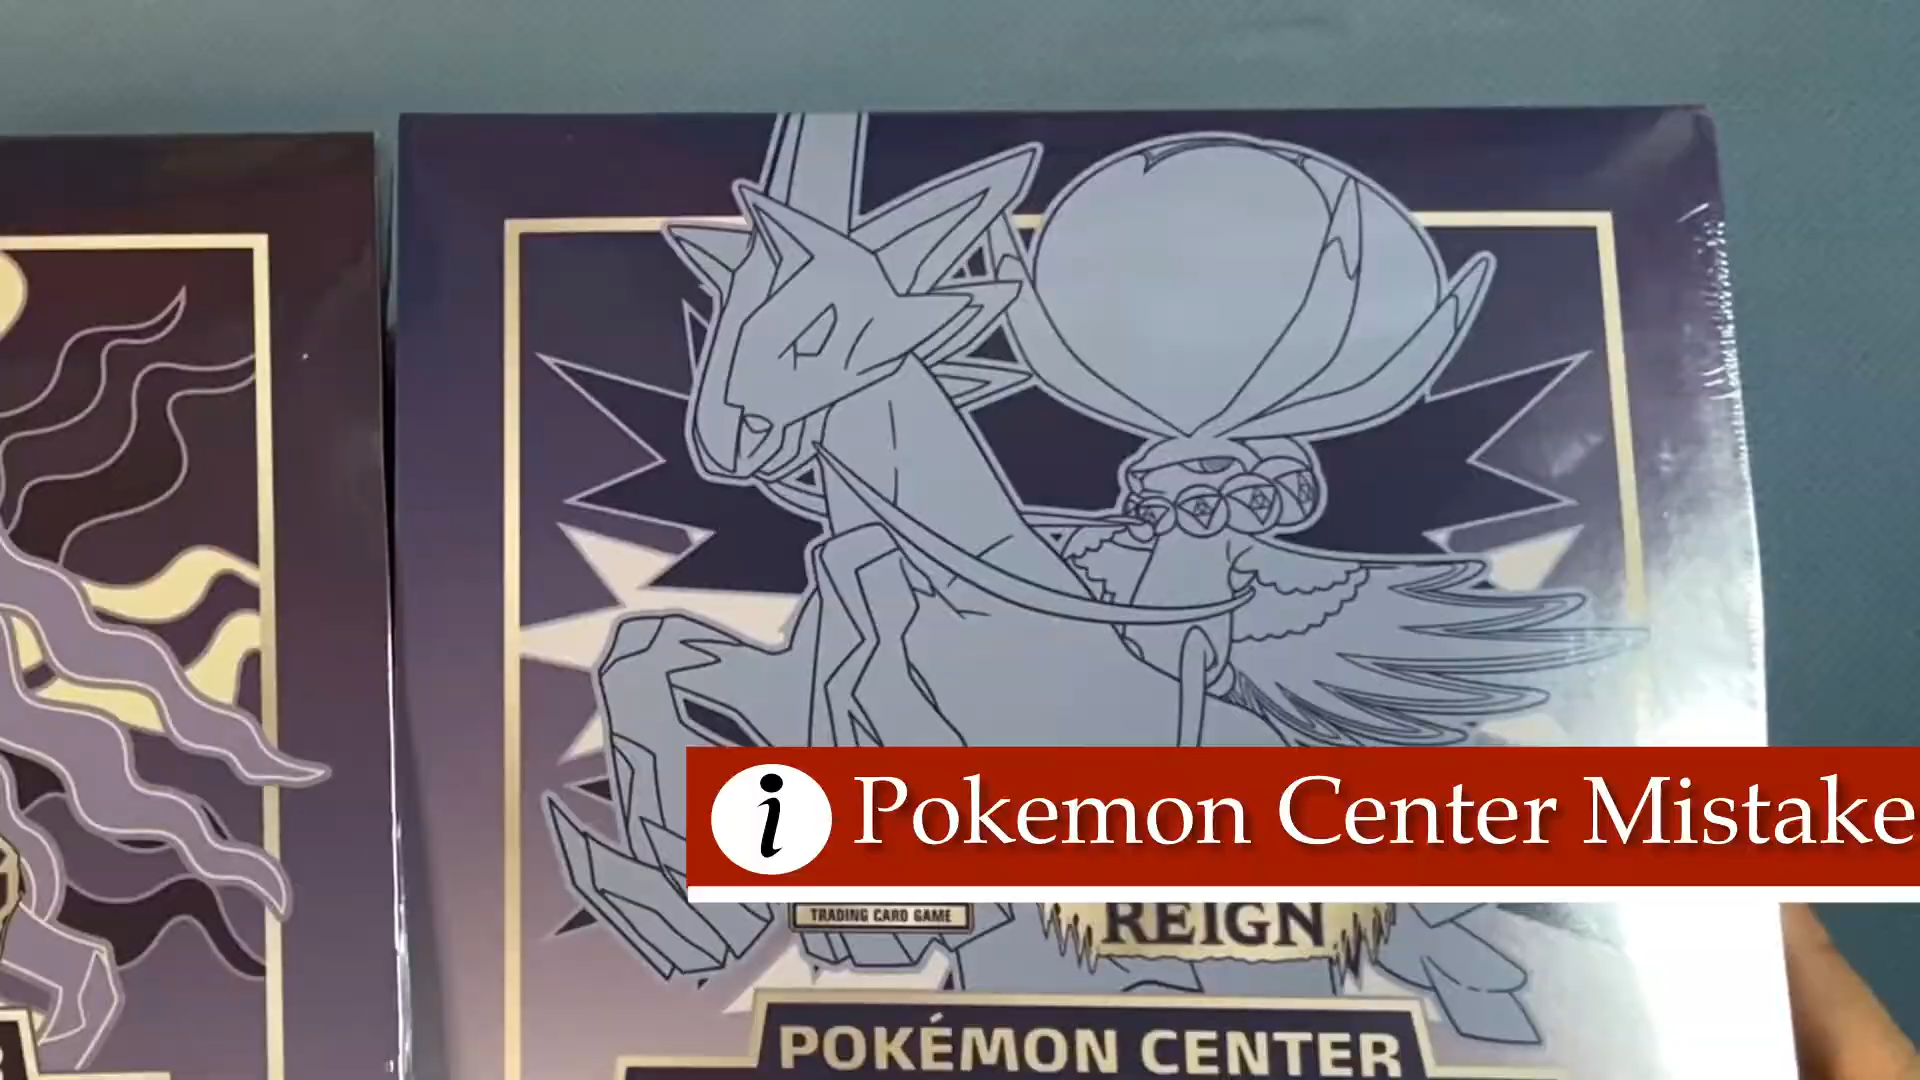 i Pokemon Center Mistake
TRADING CARD GAME
REIGN
POKÉMON CENTER